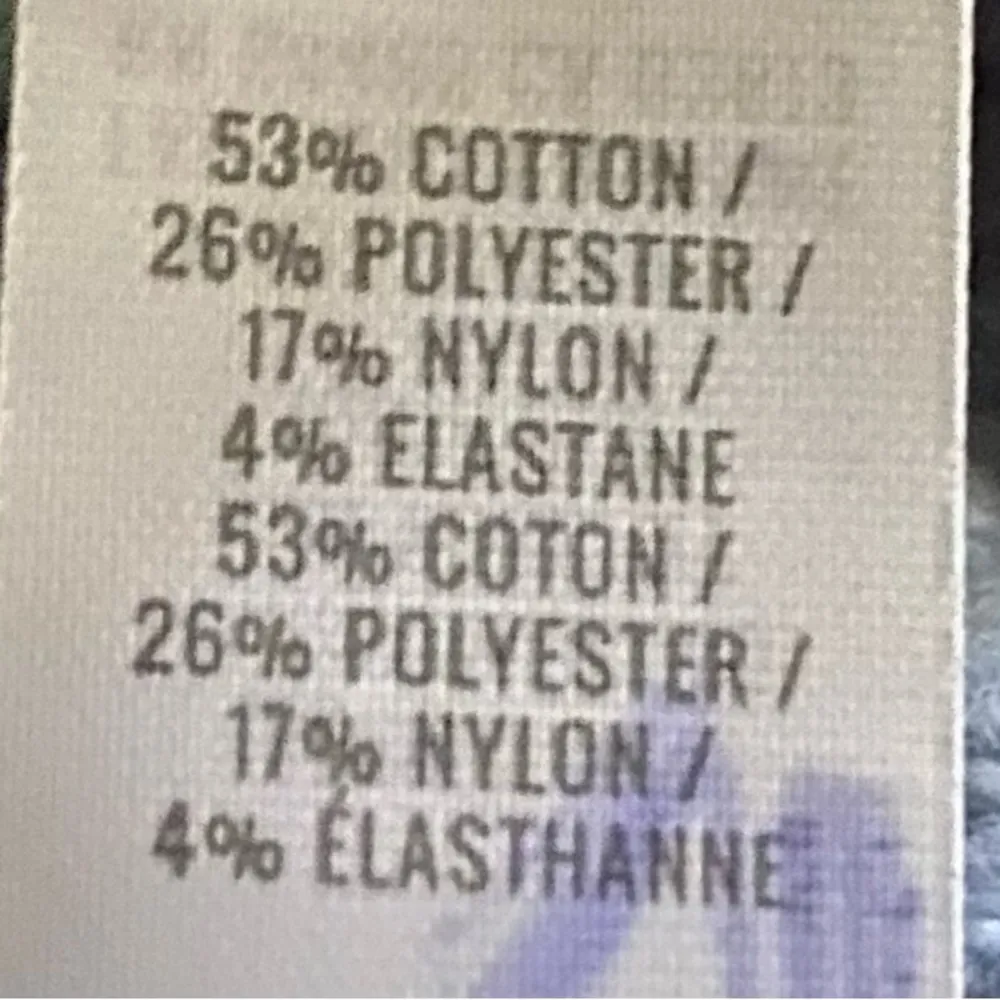 53% COTTON /
26% POLYESTER /
17% NYLON /
4% ELASTANE
53% COTON /
26% POLYESTER /
17% NYLON /
4% ÉLASTHANNE